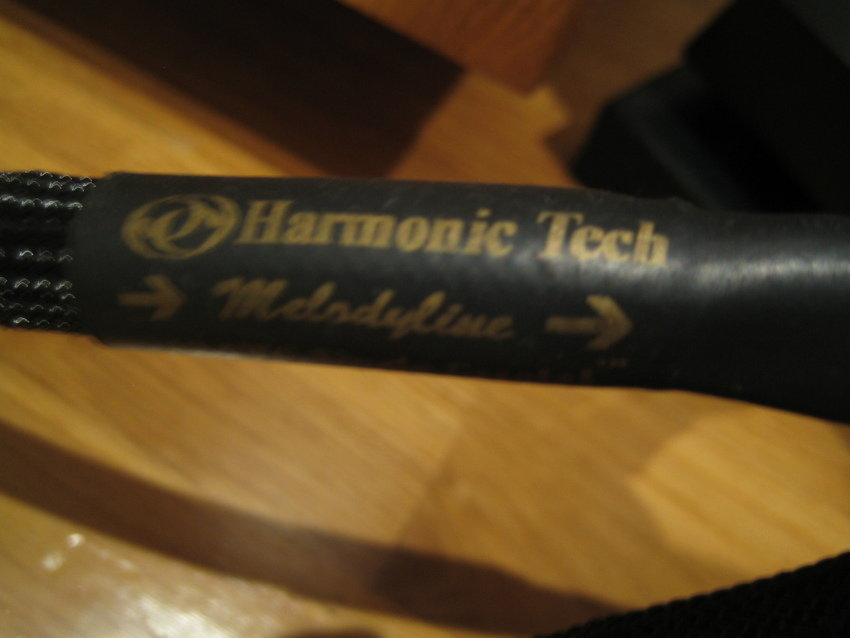 Harmonic Tech
→ Melodyline →